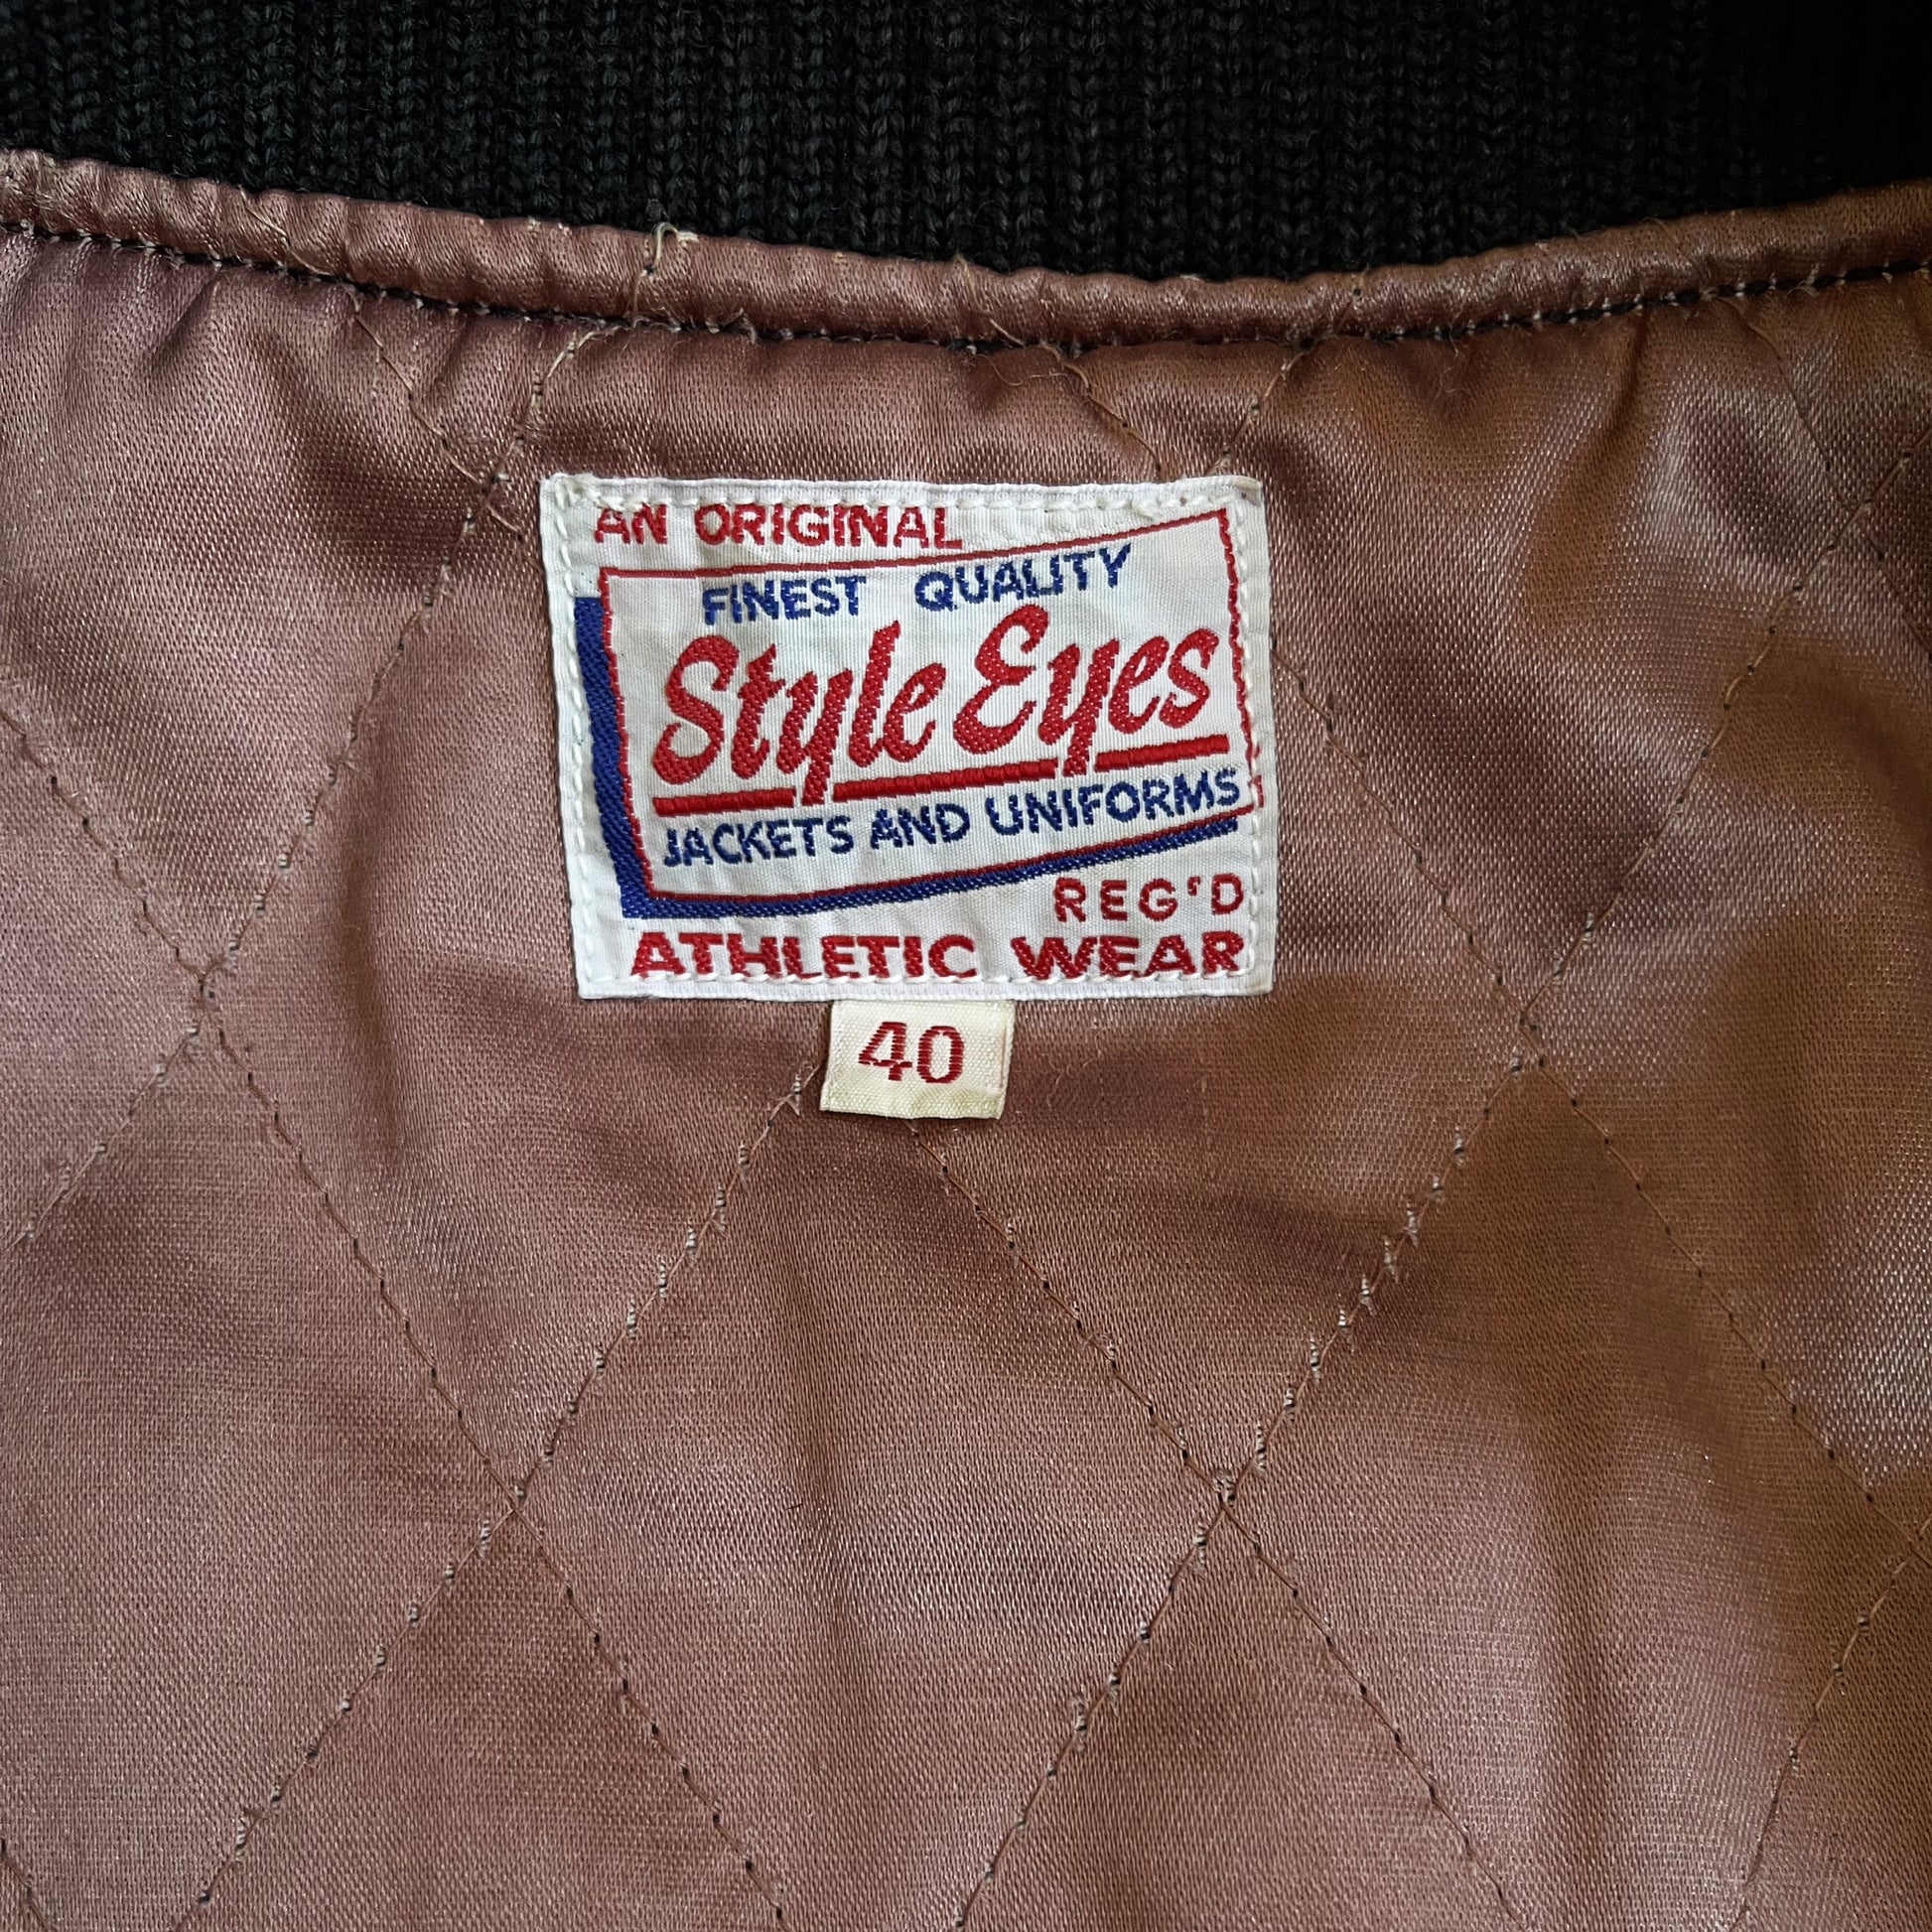 AN ORIGINAL
FINEST QUALITY
Style Eyes
JACKETS AND UNIFORMS
REG'D
ATHLETIC WEAR
40